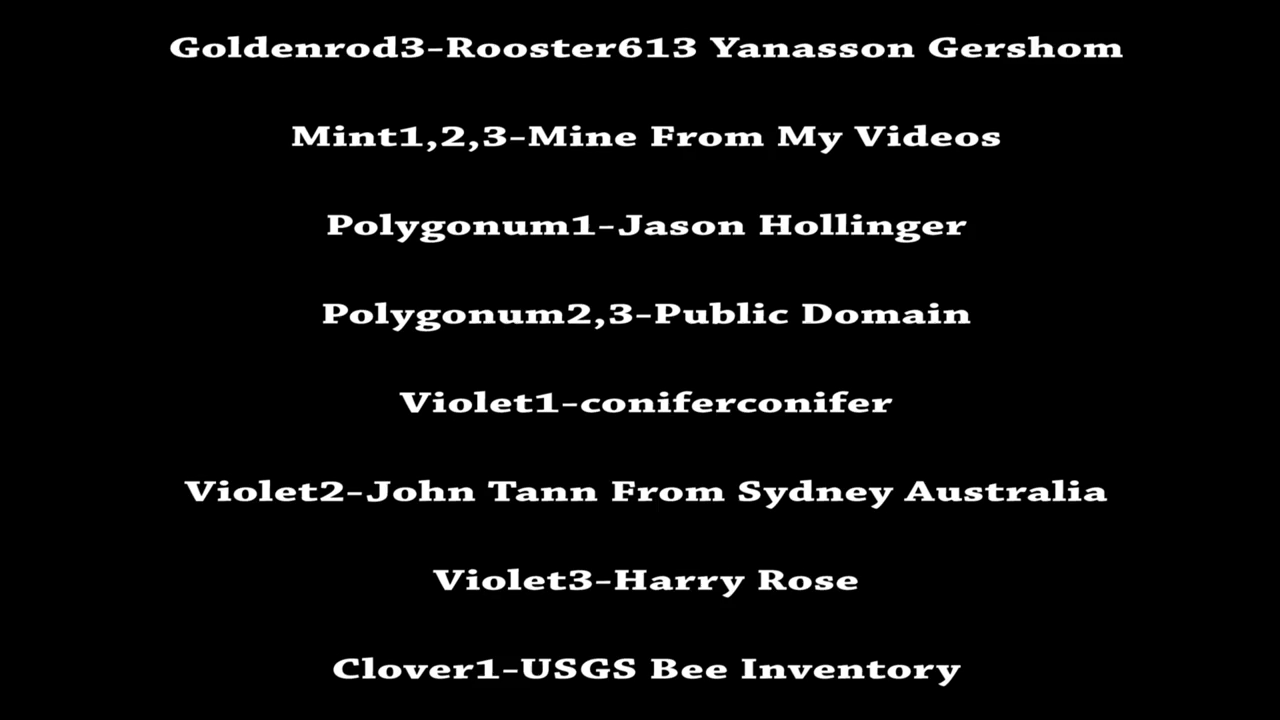 Goldenrod3-Rooster613 Yanasson Gershom
Mint1,2,3-Mine From My Videos
Polygonum1-Jason Hollinger
Polygonum2,3-Public Domain
Violet1-coniferconifer
Violet2-John Tann From Sydney Australia
Violet3-Harry Rose
Clover1-USGS Bee Inventory